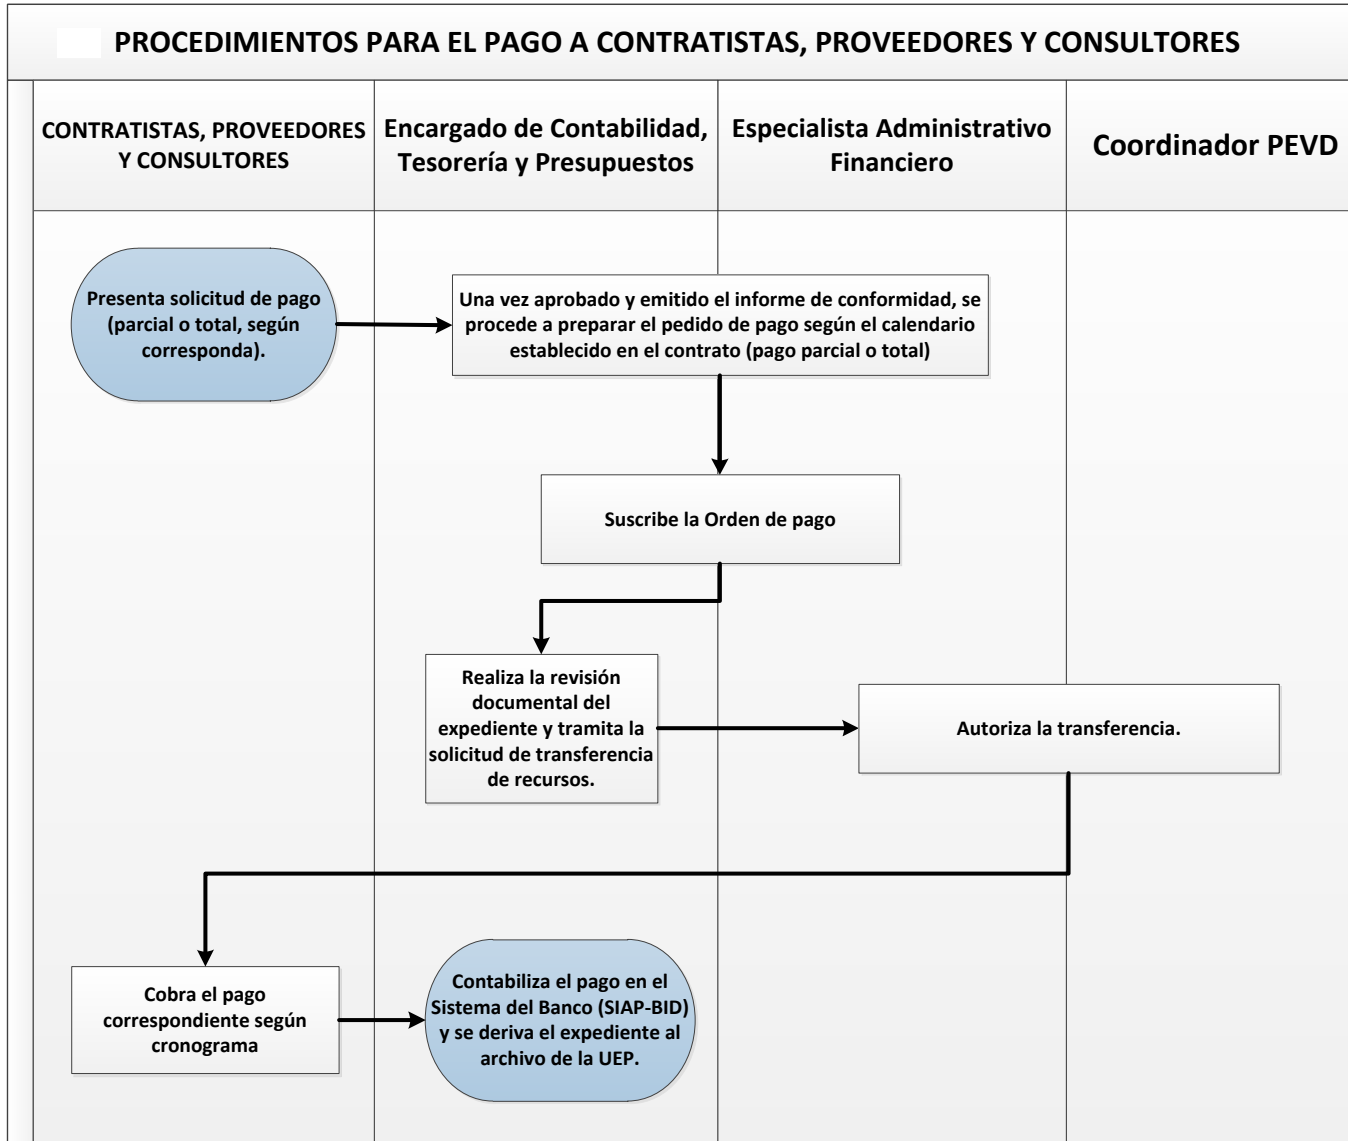 PROCEDIMIENTOS PARA EL PAGO A CONTRATISTAS, PROVEEDORES Y CONSULTORES
CONTRATISTAS, PROVEEDORES
Y CONSULTORES
Encargado de Contabilidad,
Tesorería y Presupuestos
Especialista Administrativo
Financiero
Coordinador PEVD
Presenta solicitud de pago
(parcial o total, según
corresponda).
Una vez aprobado y emitido el informe de conformidad, se
procede a preparar el pedido de pago según el calendario
establecido en el contrato (pago parcial o total)
Suscribe la Orden de pago
Realiza la revisión
documental del
expediente y tramita la
solicitud de transferencia
de recursos.
Autoriza la transferencia.
Cobra el pago
correspondiente según
cronograma
Contabiliza el pago en el
Sistema del Banco (SIAP-BID)
y se deriva el expediente al
archivo de la UEP.